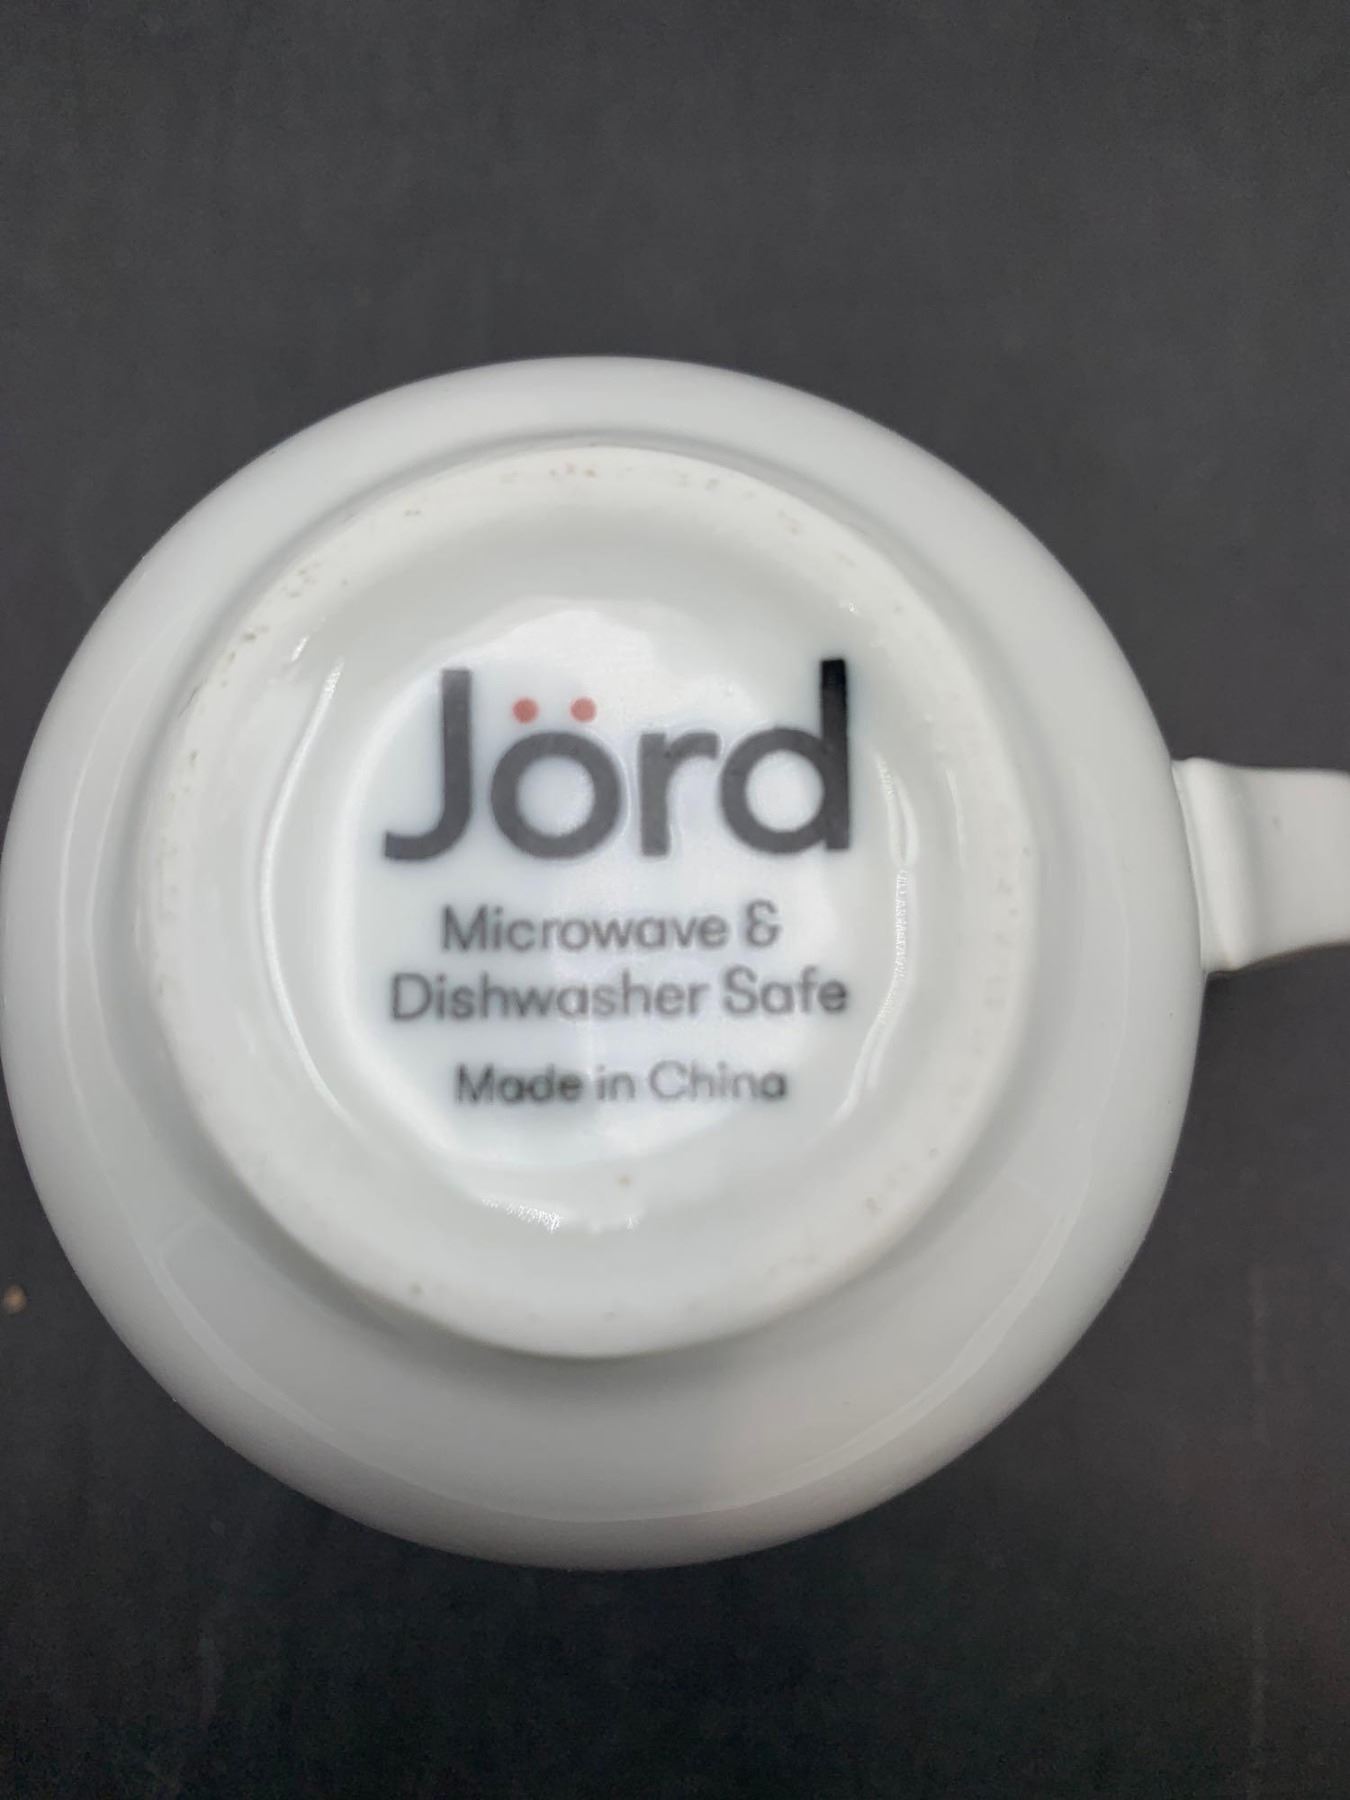 Jörd
Microwave &
Dishwasher Safe
Made in China